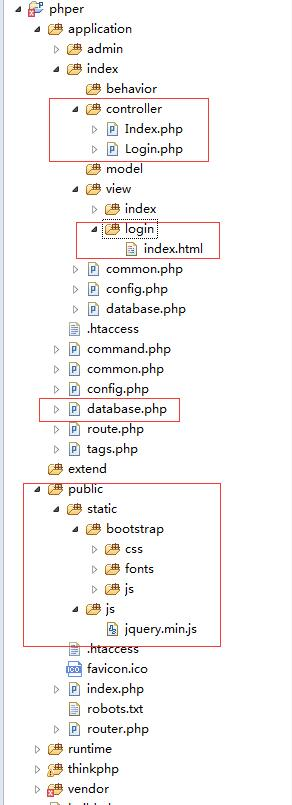 phper
application
admin
index
behavior
controller
Index.php
Login.php
model
view
index
login
index.html
common.php
config.php
database.php
.htaccess
command.php
common.php
config.php
database.php
route.php
tags.php
extend
public
static
bootstrap
css
fonts
js
js
jquery.min.js
.htaccess
favicon.ico
index.php
robots.txt
router.php
runtime
thinkphp
vendor